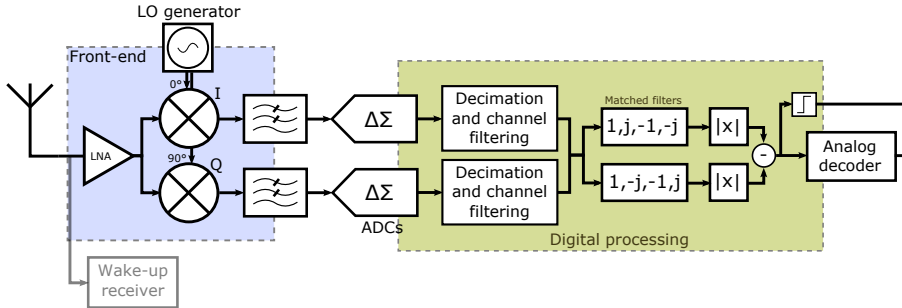 LO generator
Front-end
0°
I
LNA
90°
Q
ΔΣ
ΔΣ
ADCs
Decimation
and channel
filtering
Decimation
and channel
filtering
Matched filters
1,j,-1,-j
|x|
1,-j,-1,j
|x|
-
Analog
decoder
Digital processing
Wake-up
receiver